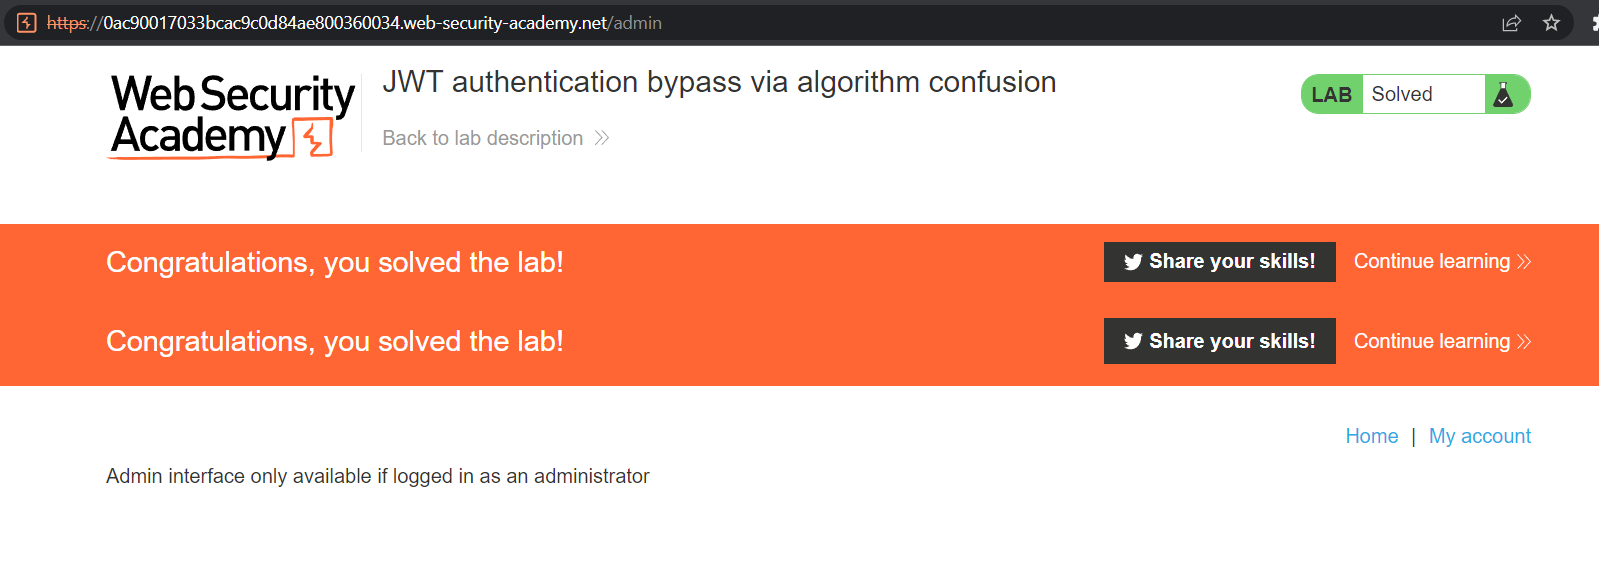 https://0ac90017033bcac9c0d84ae800360034.web-security-academy.net/admin
Web Security
Academy
JWT authentication bypass via algorithm confusion
Back to lab description
LAB Solved
Congratulations, you solved the lab!
Share your skills!
Continue learning
Congratulations, you solved the lab!
Share your skills!
Continue learning
Home | My account
Admin interface only available if logged in as an administrator